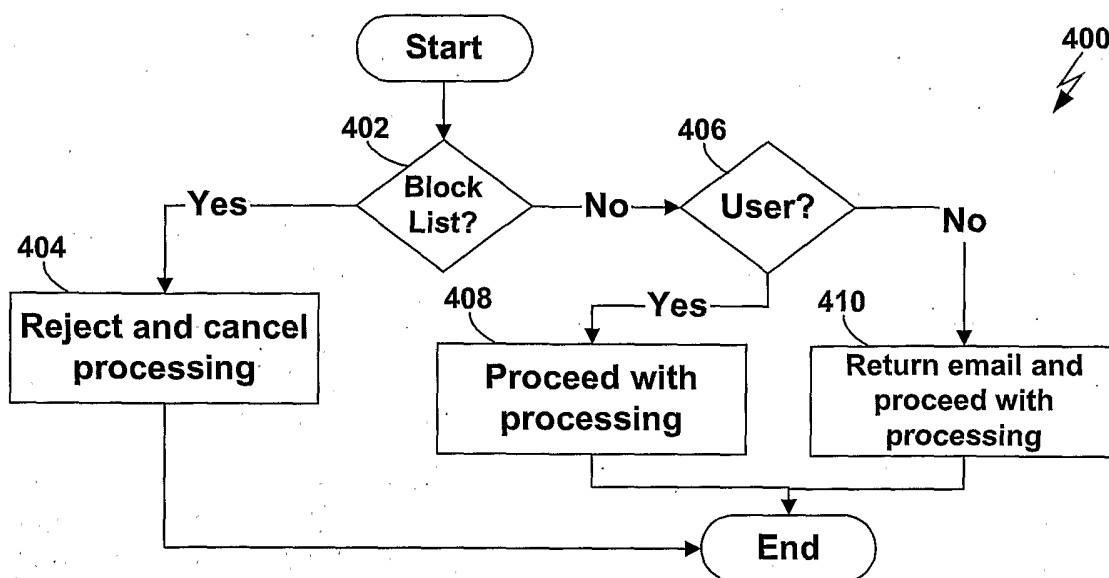 Start
400
402
406
Block
List?
Yes
No
User?
No
404
Reject and cancel
processing
408
Yes
Proceed with
processing
410
Return email and
proceed with
processing
End